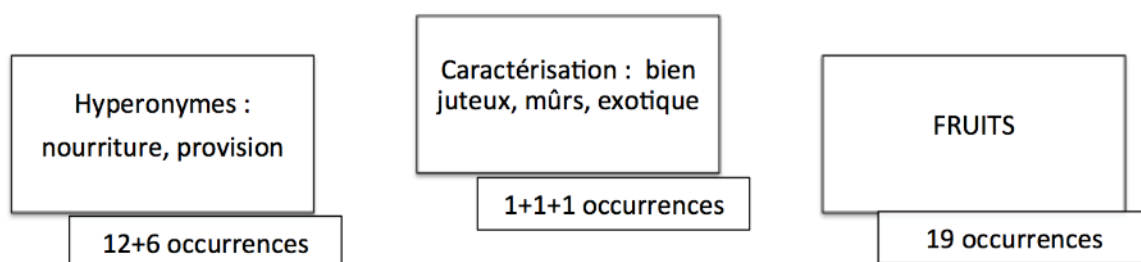 Hyperonymes :
nourriture, provision
12+6 occurrences
Caractérisation : bien
juteux, mûrs, exotique
1+1+1 occurrences
FRUITS
19 occurrences